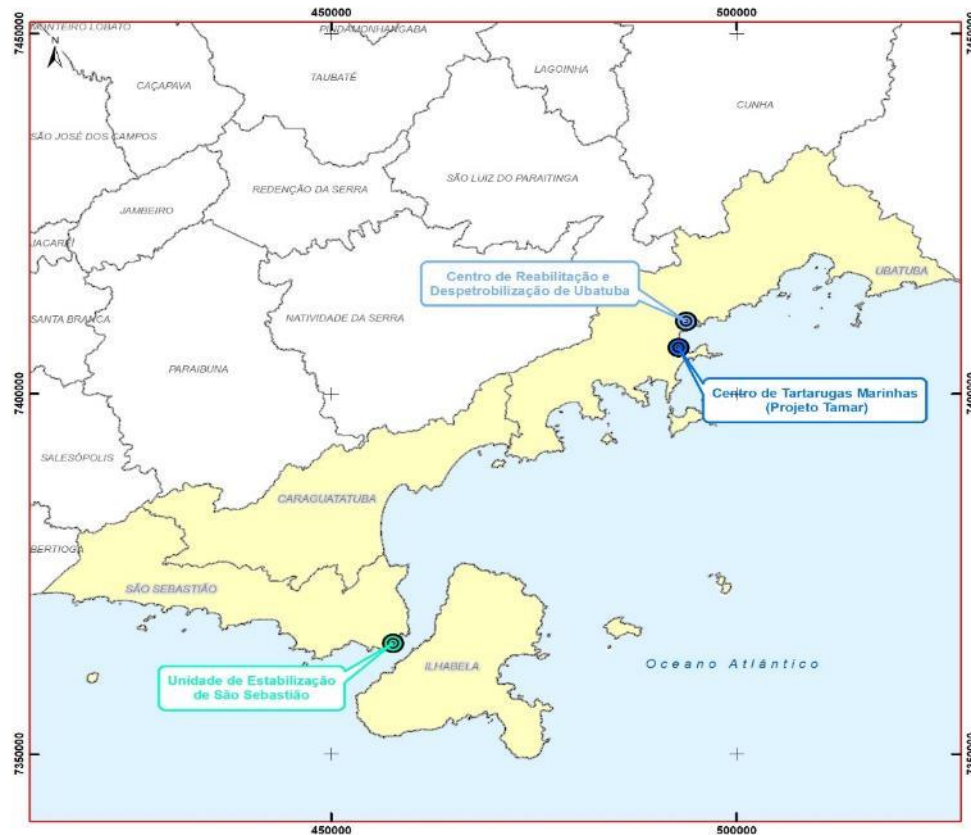 450000
500000
7450000
7450000
MONTEIRO LOBATO
PINDAMONHANGABA
N
TAUBATÉ
LAGOINHA
CAÇAPAVA
CUNHA
SÃO JOSÉ DOS CAMPOS
SÃO LUIZ DO PARAITINGA
REDENÇÃO DA SERRA
JAMBEIRO
JACAREÍ
UBATUBA
Centro de Reabilitação e
Despetrobilização de Ubatuba
SANTA BRANCA
NATIVIDADE DA SERRA
PARAIBUNA
7400000
7400000
Centro de Tartarugas Marinhas
(Projeto Tamar)
SALESÓPOLIS
CARAGUATATUBA
BERTIOGA
SÃO SEBASTIÃO
Unidade de Estabilização
de São Sebastião
ILHABELA
Oceano Atlântico
7350000
7350000
450000
500000